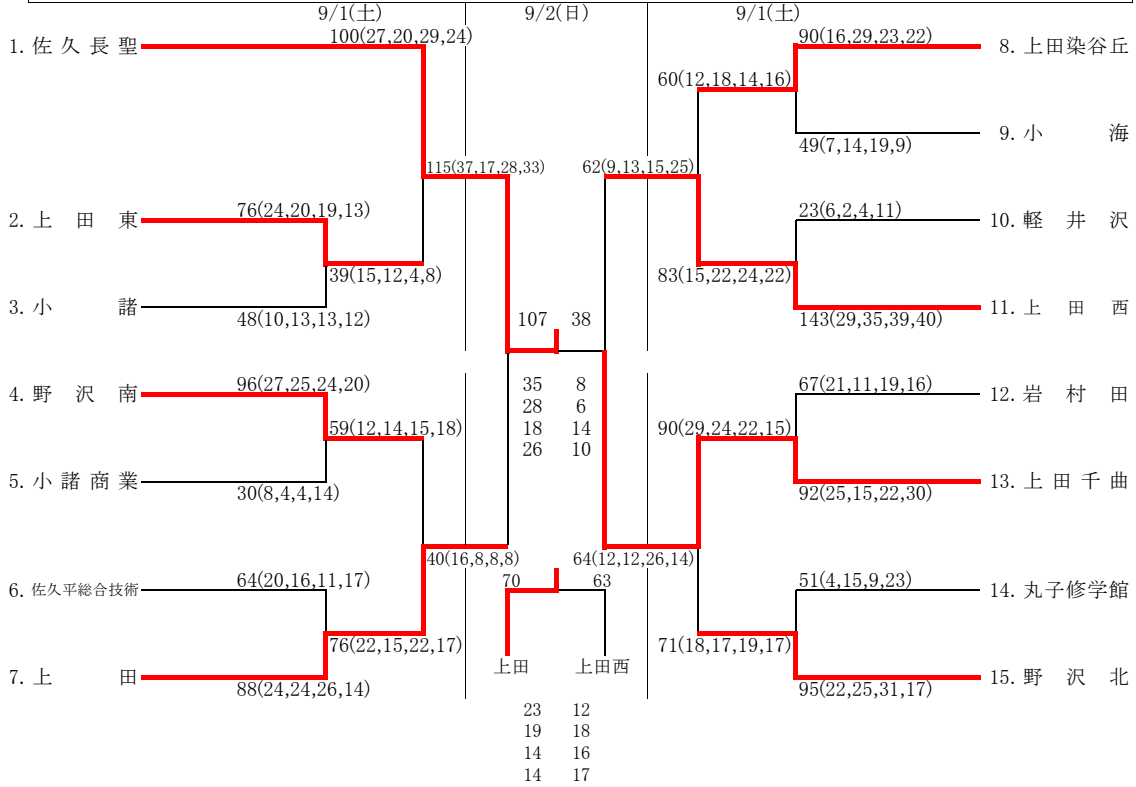 9/1(土)
9/2(日)
9/1(土)
1. 佐久長聖
100(27,20,29,24)
2. 上田東
76(24,20,19,13)
39(15,12,4,8)
3. 小諸
48(10,13,13,12)
115(37,17,28,33)
4. 野沢南
96(27,25,24,20)
59(12,14,15,18)
5. 小諸商業
30(8,4,4,14)
6. 佐久平総合技術
64(20,16,11,17)
76(22,15,22,17)
7. 上田
88(24,24,26,14)
40(16,8,8,8)
107 38
35 8
28 6
18 14
26 10
70 63
上田 上田西
23 12
19 18
14 16
14 17
62(9,13,15,25)
64(12,12,26,14)
90(16,29,23,22)
8. 上田染谷丘
60(12,18,14,16)
49(7,14,19,9)
9. 小海
23(6,2,4,11)
10. 軽井沢
83(15,22,24,22)
143(29,35,39,40)
11. 上田西
67(21,11,19,16)
12. 岩村田
90(29,24,22,15)
92(25,15,22,30)
13. 上田千曲
51(4,15,9,23)
14. 丸子修学館
71(18,17,19,17)
95(22,25,31,17)
15. 野沢北